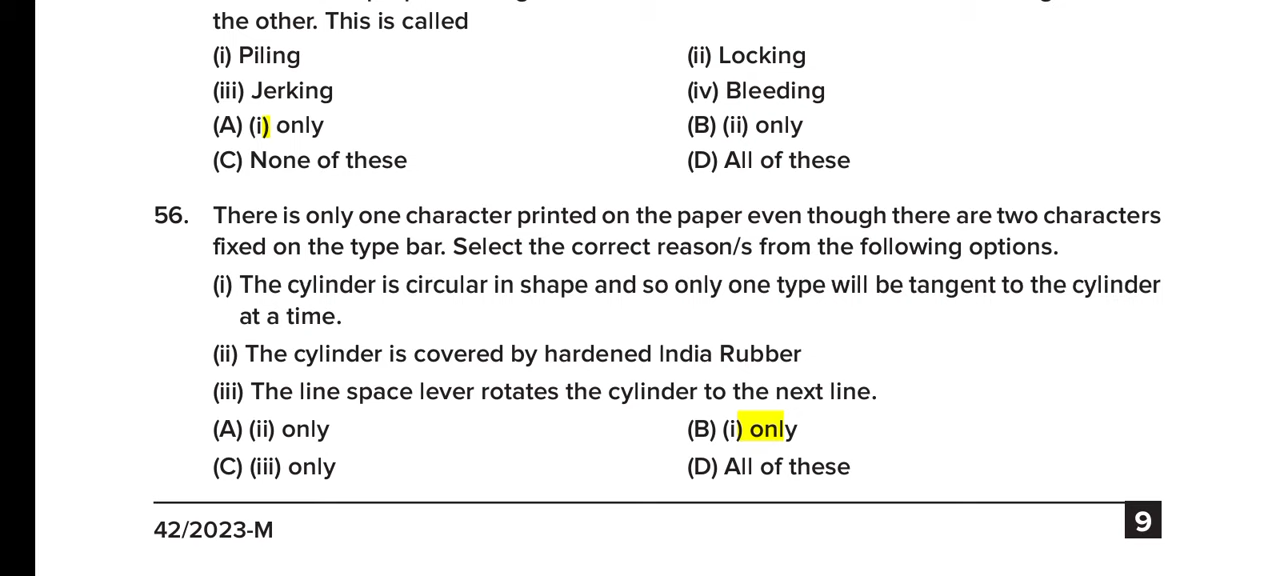 the other. This is called
(i) Piling (ii) Locking
(iii) Jerking (iv) Bleeding
(A) (i) only (B) (ii) only
(C) None of these (D) All of these
56. There is only one character printed on the paper even though there are two characters
fixed on the type bar. Select the correct reason/s from the following options.
(i) The cylinder is circular in shape and so only one type will be tangent to the cylinder
at a time.
(ii) The cylinder is covered by hardened India Rubber
(iii) The line space lever rotates the cylinder to the next line.
(A) (ii) only (B) (i) only
(C) (iii) only (D) All of these
42/2023-M 9